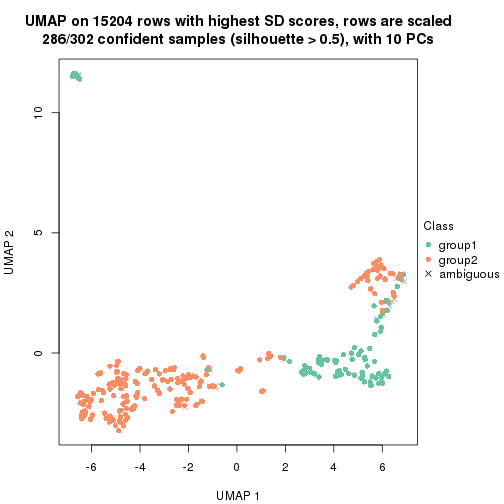 UMAP on 15204 rows with highest SD scores, rows are scaled
286/302 confident samples (silhouette > 0.5), with 10 PCs
10
5
0
UMAP 2
-6
-4
-2
0
2
4
6
UMAP 1
Class
group1
group2
ambiguous